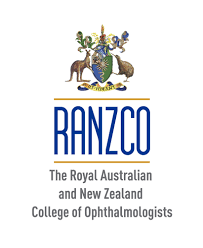 RANZCO
The Royal Australian
and New Zealand
College of Ophthalmologists